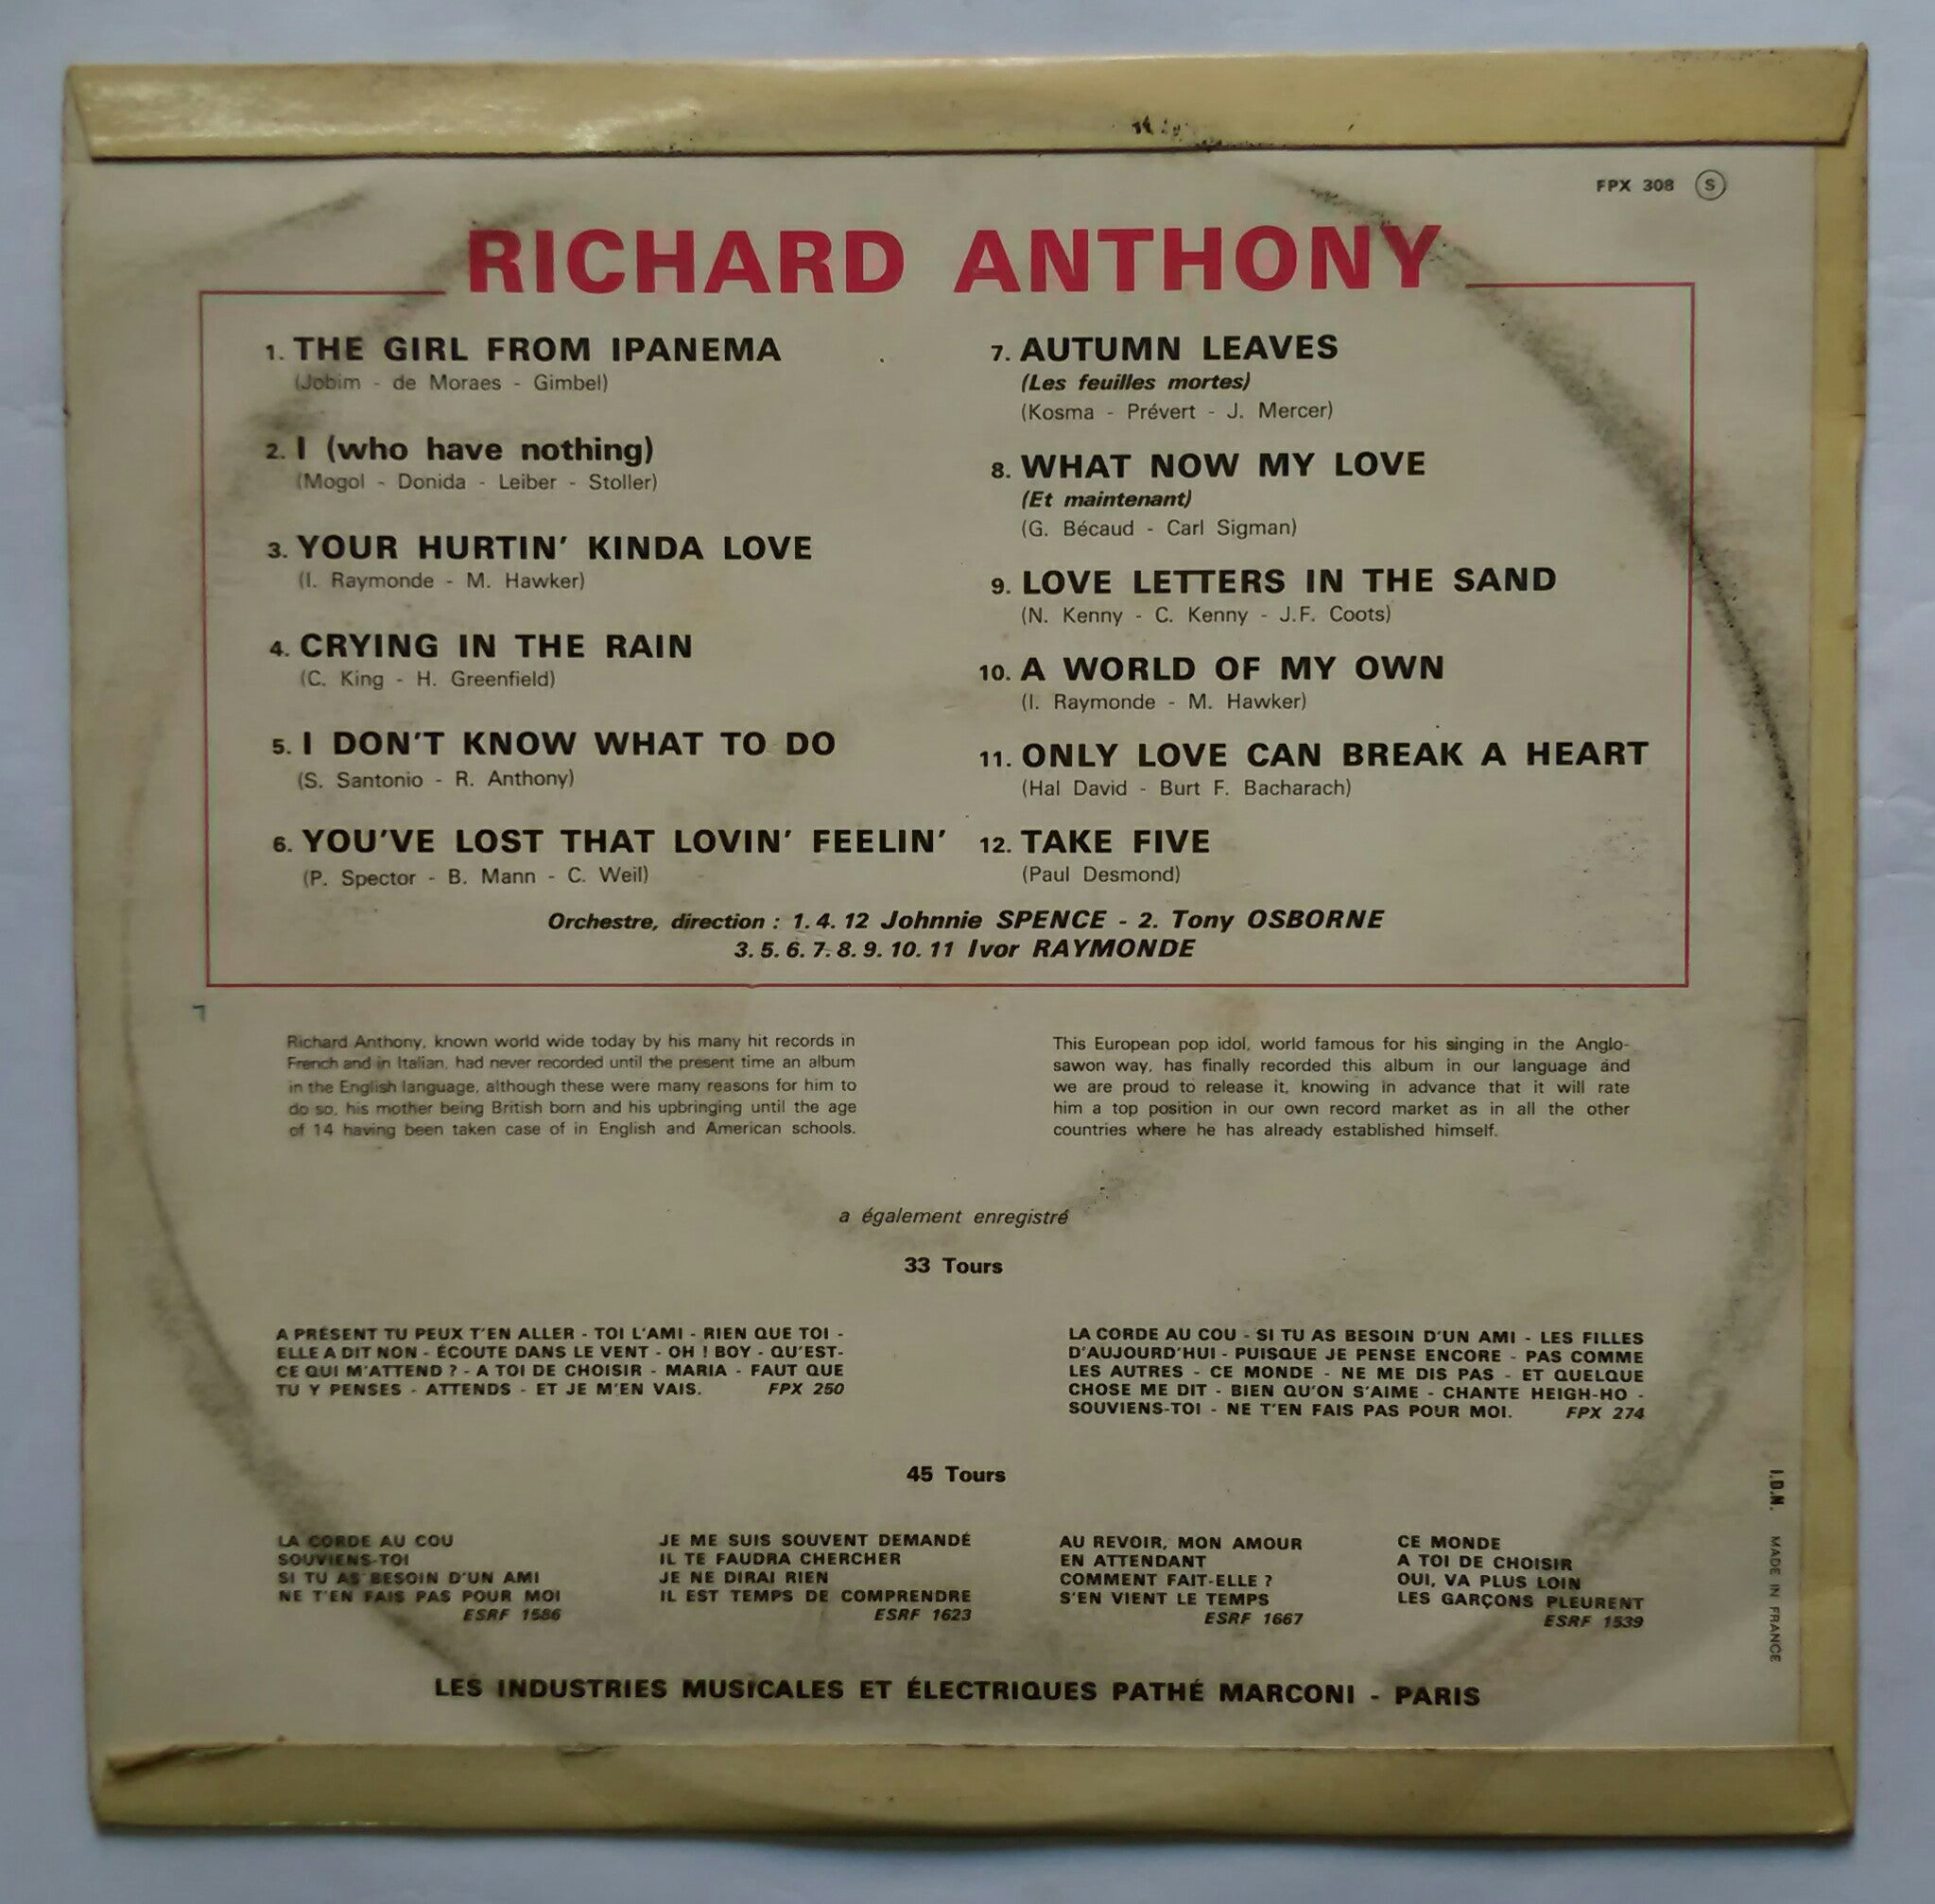 FPX 308 S
RICHARD ANTHONY
1. THE GIRL FROM IPANEMA
(Jobim - de Moraes - Gimbel)
2. I (who have nothing)
(Mogol - Donida - Leiber - Stoller)
3. YOUR HURTIN' KINDA LOVE
(I. Raymonde - M. Hawker)
4. CRYING IN THE RAIN
(C. King - H. Greenfield)
5. I DON'T KNOW WHAT TO DO
(S. Santonio - R. Anthony)
6. YOU'VE LOST THAT LOVIN' FEELIN'
(P. Spector - B. Mann - C. Weil)
7. AUTUMN LEAVES
(Les feuilles mortes)
(Kosma - Prévert - J. Mercer)
8. WHAT NOW MY LOVE
(Et maintenant)
(G. Bécaud - Carl Sigman)
9. LOVE LETTERS IN THE SAND
(N. Kenny - C. Kenny - J.F. Coots)
10. A WORLD OF MY OWN
(I. Raymonde - M. Hawker)
11. ONLY LOVE CAN BREAK A HEART
(Hal David - Burt F. Bacharach)
12. TAKE FIVE
(Paul Desmond)
Orchestre, direction : 1. 4. 12 Johnnie SPENCE - 2. Tony OSBORNE
3. 5. 6. 7. 8. 9. 10. 11 Ivor RAYMONDE
Richard Anthony, known world wide today by his many hit records in
French and in Italian, had never recorded until the present time an album
in the English language, although these were many reasons for him to
do so, his mother being British born and his upbringing until the age
of 14 having been taken case of in English and American schools.
This European pop idol, world famous for his singing in the Anglo-
sawon way, has finally recorded this album in our language and
we are proud to release it, knowing in advance that it will rate
him a top position in our own record market as in all the other
countries where he has already established himself.
a également enregistré
33 Tours
A PRÉSENT TU PEUX T'EN ALLER - TOI L'AMI - RIEN QUE TOI -
ELLE A DIT NON - ÉCOUTE DANS LE VENT - OH ! BOY - QU'EST-
CE QUI M'ATTEND ? - A TOI DE CHOISIR - MARIA - FAUT QUE
TU Y PENSES - ATTENDS - ET JE M'EN VAIS. FPX 250
LA CORDE AU COU - SI TU AS BESOIN D'UN AMI - LES FILLES
D'AUJOURD'HUI - PUISQUE JE PENSE ENCORE - PAS COMME
LES AUTRES - CE MONDE - NE ME DIS PAS - ET QUELQUE
CHOSE ME DIT - BIEN QU'ON S'AIME - CHANTE HEIGH-HO -
SOUVIENS-TOI - NE T'EN FAIS PAS POUR MOI. FPX 274
45 Tours
LA CORDE AU COU
SOUVIENS-TOI
SI TU AS BESOIN D'UN AMI
NE T'EN FAIS PAS POUR MOI
ESRF 1586
JE ME SUIS SOUVENT DEMANDÉ
IL TE FAUDRA CHERCHER
JE NE DIRAI RIEN
IL EST TEMPS DE COMPRENDRE
ESRF 1623
AU REVOIR, MON AMOUR
EN ATTENDANT
COMMENT FAIT-ELLE ?
S'EN VIENT LE TEMPS
ESRF 1667
CE MONDE
A TOI DE CHOISIR
OUI, VA PLUS LOIN
LES GARÇONS PLEURENT
ESRF 1539
LES INDUSTRIES MUSICALES ET ÉLECTRIQUES PATHÉ MARCONI - PARIS
I.D.N. MADE IN FRANCE